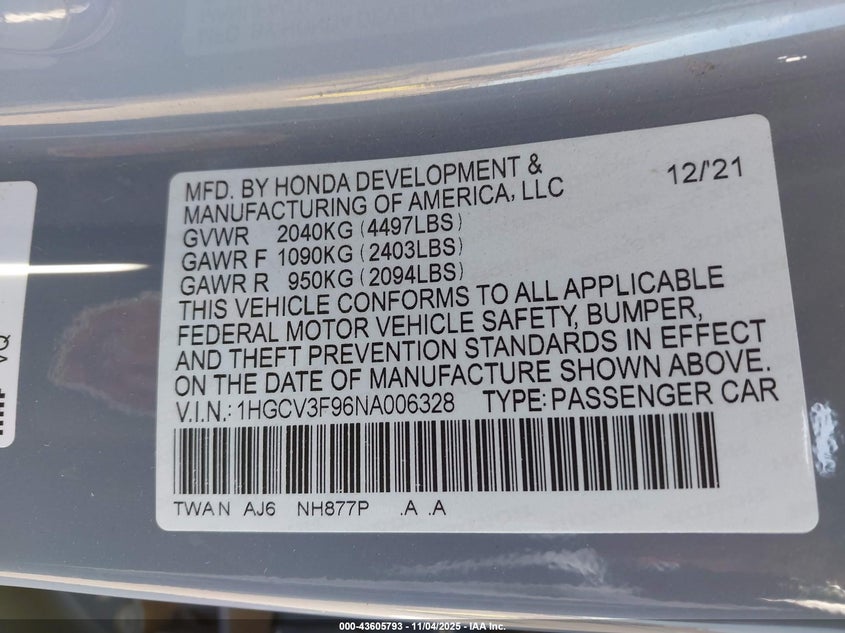 MFD. BY HONDA DEVELOPMENT & 12/'21
MANUFACTURING OF AMERICA, LLC
GVWR 2040KG (4497LBS)
GAWR F 1090KG (2403LBS)
GAWR R 950KG (2094LBS)
THIS VEHICLE CONFORMS TO ALL APPLICABLE
FEDERAL MOTOR VEHICLE SAFETY, BUMPER,
AND THEFT PREVENTION STANDARDS IN EFFECT
ON THE DATE OF MANUFACTURE SHOWN ABOVE.
V.I.N.: 1HGCV3F96NA006328 TYPE: PASSENGER CAR
TWAN AJ6 NH877P .A .A
VQ
000-43605793 - 11/04/2025 - IAA Inc.